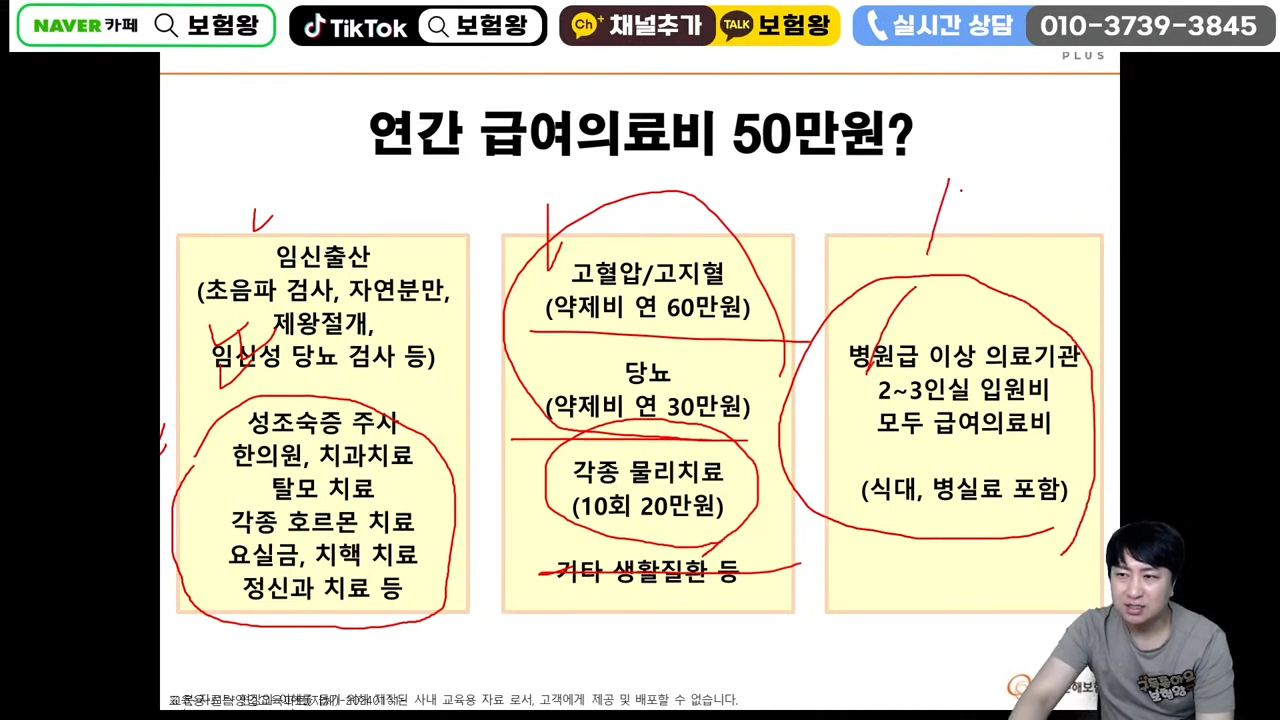 NAVER 카페 보험왕
TikTok 보험왕
Ch+ 채널추가 TALK 보험왕
실시간 상담 010-3739-3845
PLUS
연간 급여의료비 50만원?
임신출산
(초음파 검사, 자연분만,
제왕절개,
임신성 당뇨 검사 등)
성조숙증 주사
한의원, 치과치료
탈모 치료
각종 호르몬 치료
요실금, 치핵 치료
정신과 치료 등
고혈압/고지혈
(약제비 연 60만원)
당뇨
(약제비 연 30만원)
각종 물리치료
(10회 20만원)
기타 생활질환 등
병원급 이상 의료기관
2~3인실 입원비
모두 급여의료비
(식대, 병실료 포함)
제작된 사내 교육용 자료 로서, 고객에게 제공 및 배포할 수 없습니다.
보험왕